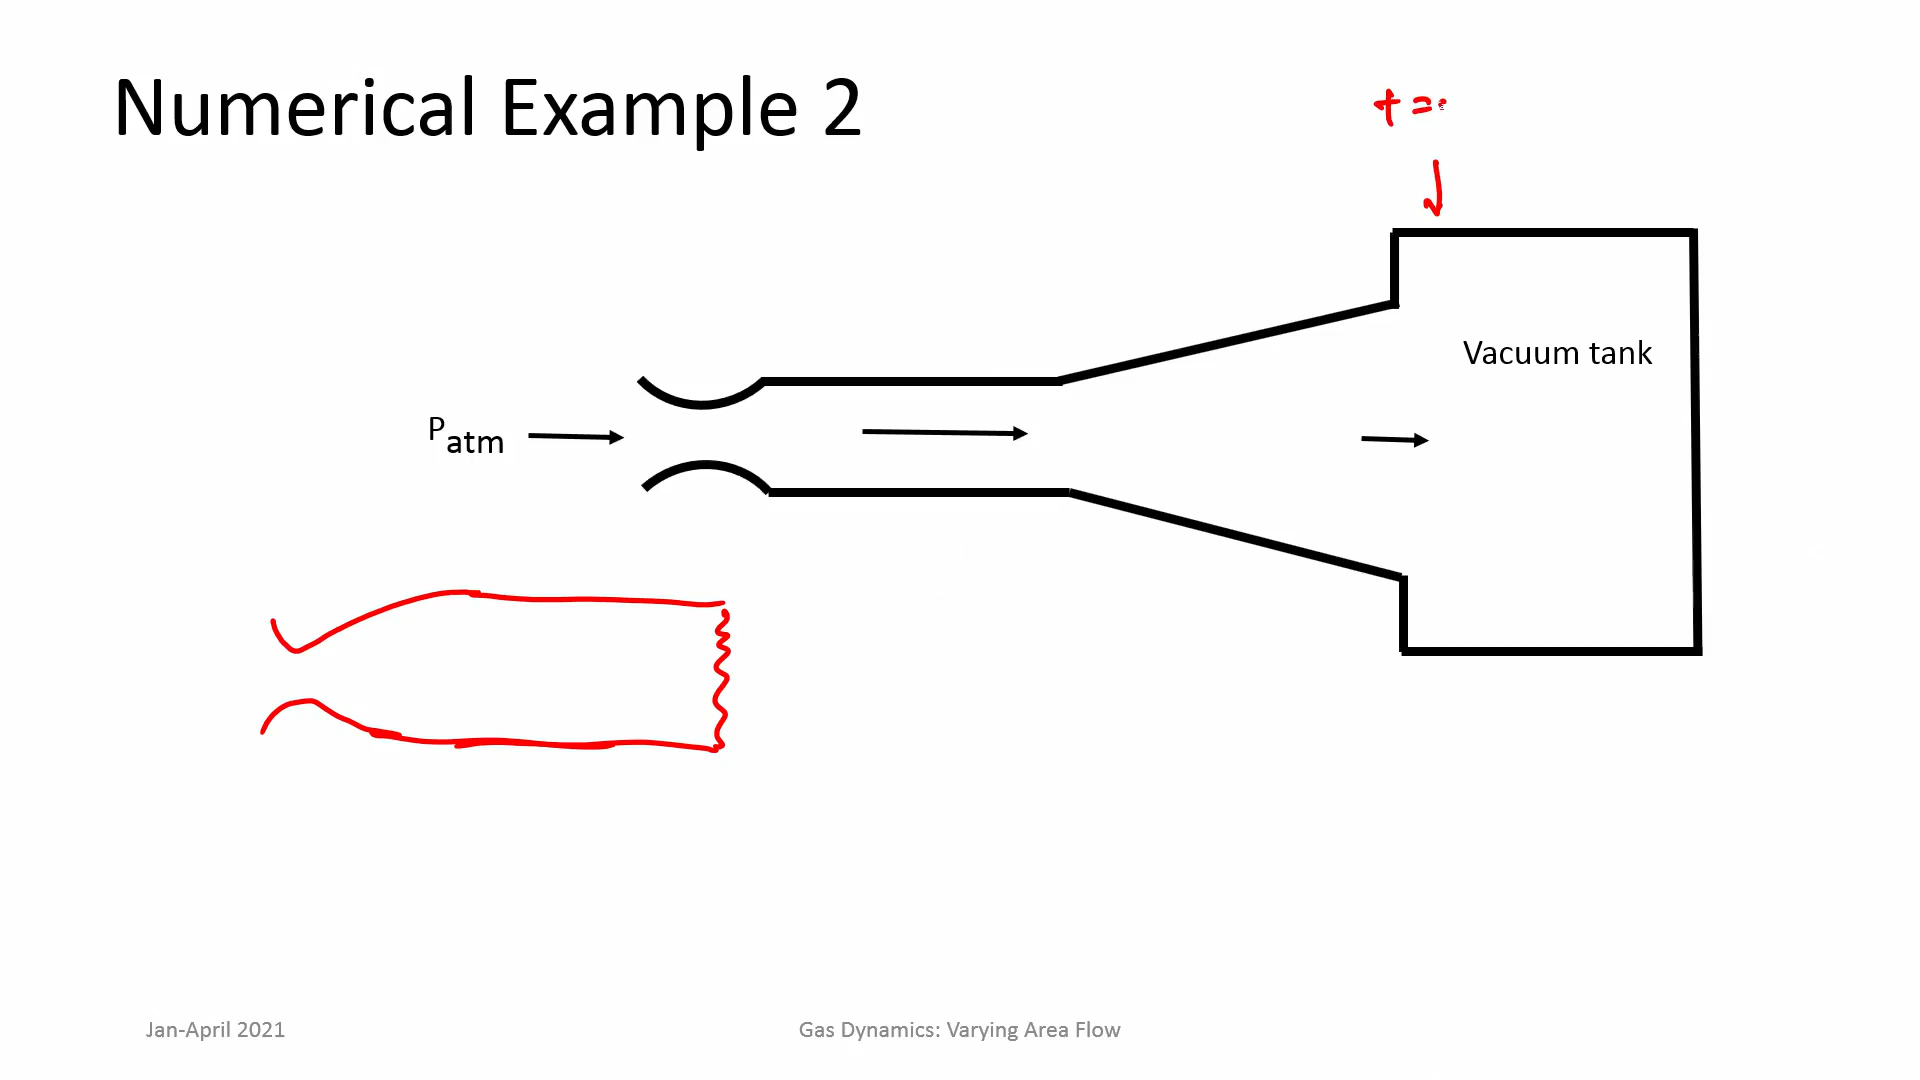 Numerical Example 2
t =
Vacuum tank
Patm
Jan-April 2021
Gas Dynamics: Varying Area Flow